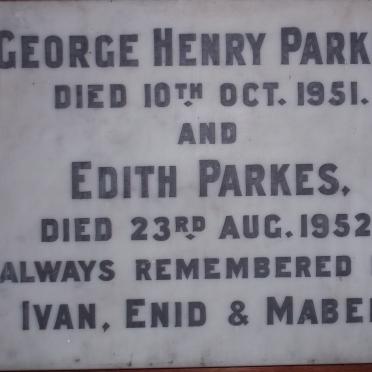 GEORGE HENRY PARK
DIED 10TH OCT. 1951.
AND
EDITH PARKES,
DIED 23RD AUG. 1952
ALWAYS REMEMBERED
IVAN, ENID & MABE